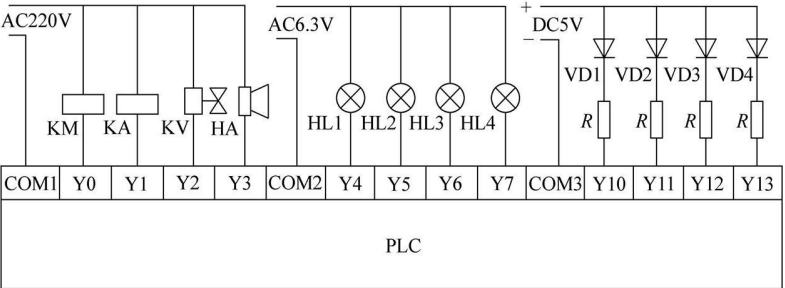 AC220V AC6.3V + DC5V
−
VD1 VD2 VD3 VD4
KM KA KV HA HL1 HL2 HL3 HL4 R R R R
COM1 Y0 Y1 Y2 Y3 COM2 Y4 Y5 Y6 Y7 COM3 Y10 Y11 Y12 Y13
PLC